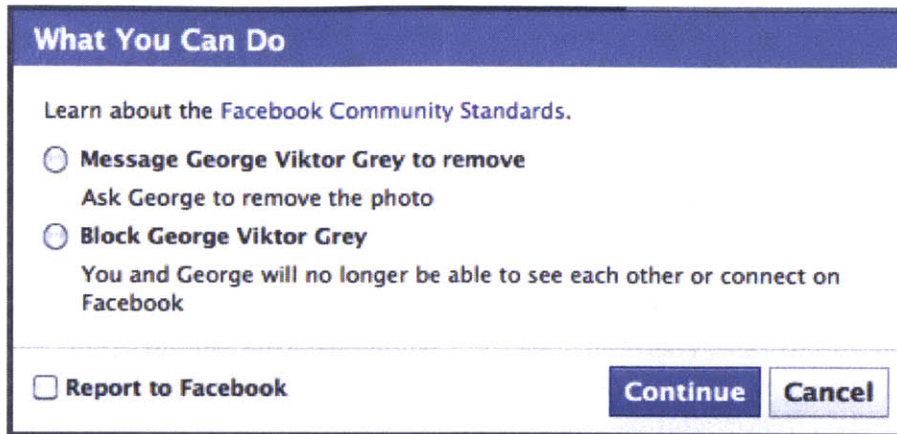 What You Can Do
Learn about the Facebook Community Standards.
Message George Viktor Grey to remove
Ask George to remove the photo
Block George Viktor Grey
You and George will no longer be able to see each other or connect on
Facebook
Report to Facebook
Continue
Cancel